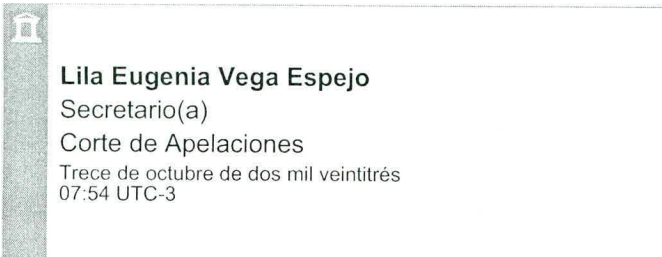 Lila Eugenia Vega Espejo
Secretario(a)
Corte de Apelaciones
Trece de octubre de dos mil veintitrés
07:54 UTC-3